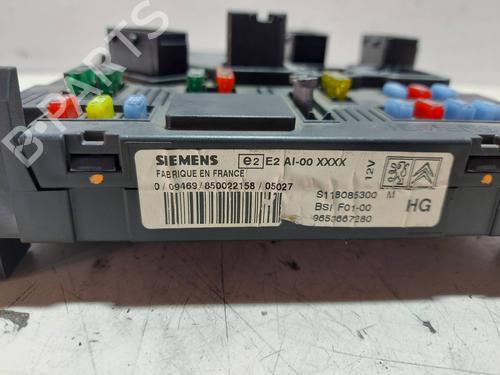 SIEMENS e2 E2 AI-00 XXXX
FABRIQUE EN FRANCE
0/09469/850022158/05027
12V
S118085300 M
BSI F01-00
9653667280
HG
B-PARTS